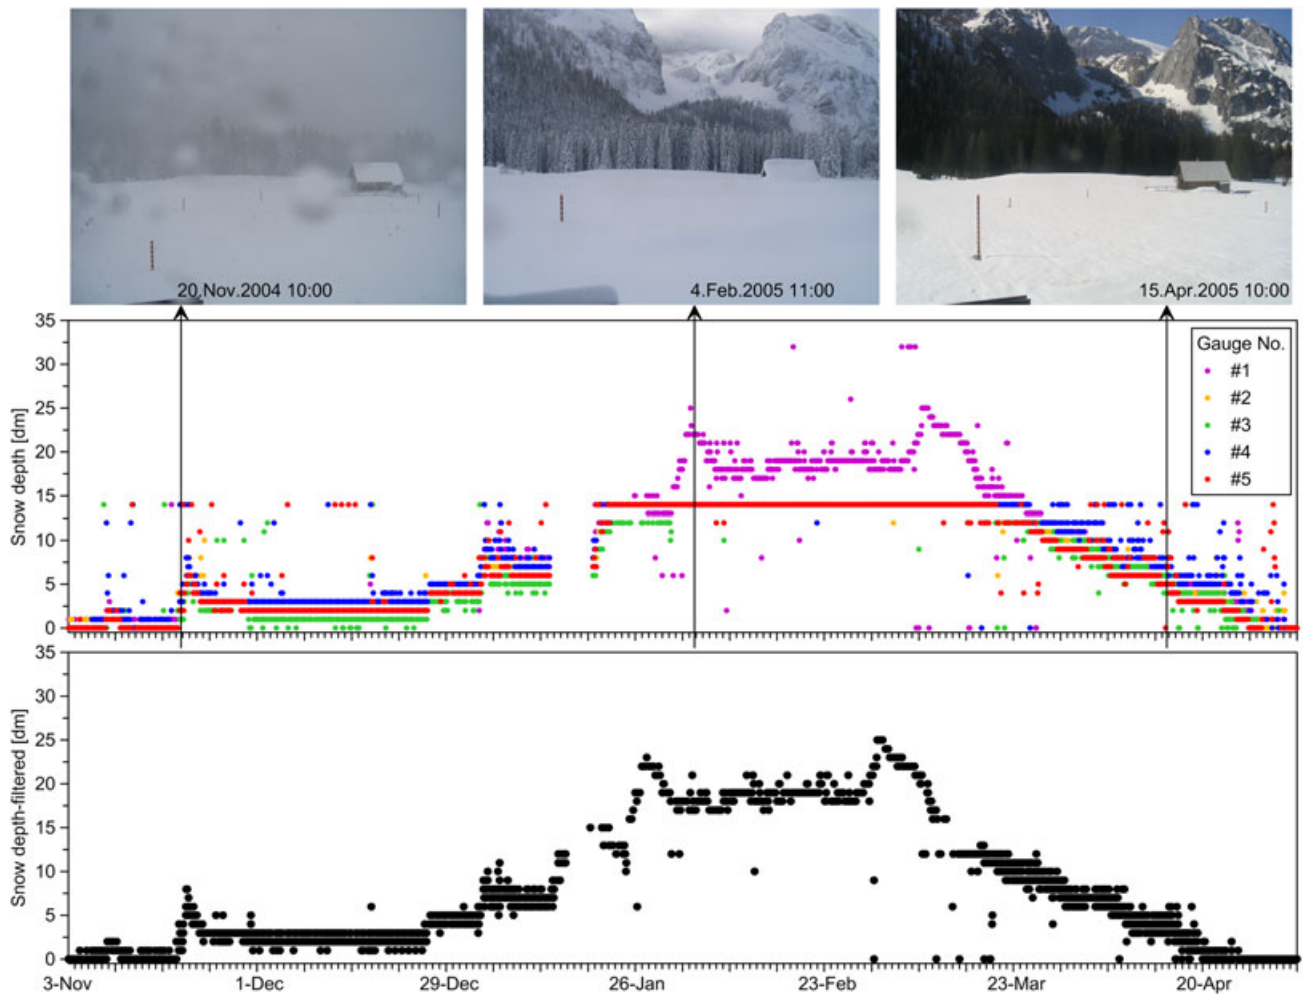 20.Nov.2004 10:00
4.Feb.2005 11:00
15.Apr.2005 10:00
Snow depth [dm]
35
30
25
20
15
10
5
0
Gauge No.
#1
#2
#3
#4
#5
Snow depth-filtered [dm]
35
30
25
20
15
10
5
0
3-Nov
1-Dec
29-Dec
26-Jan
23-Feb
23-Mar
20-Apr